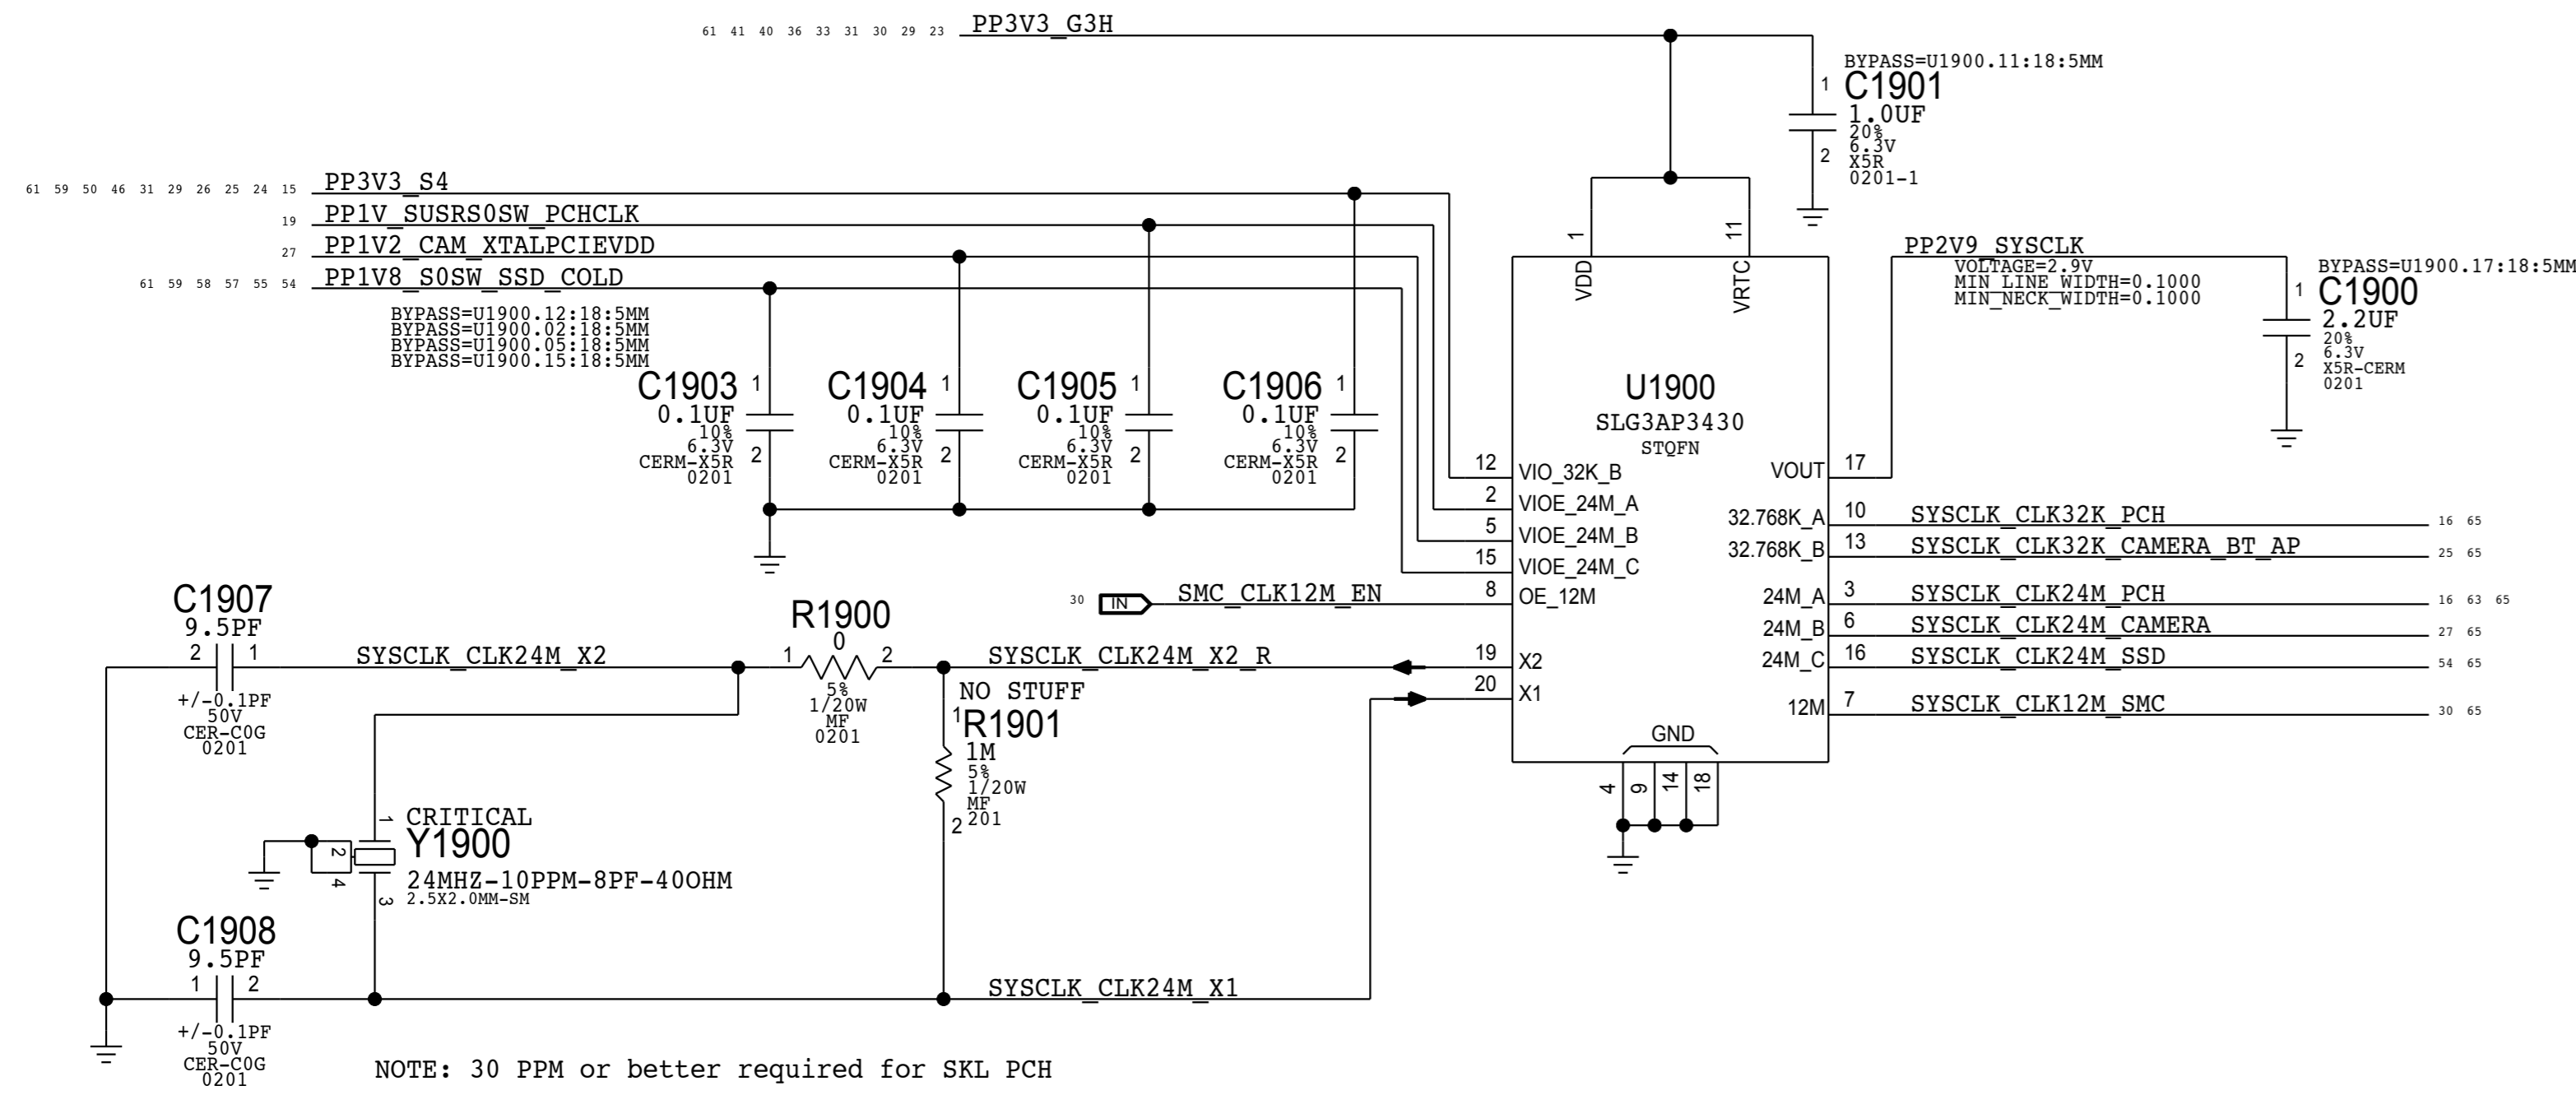 61 41 40 36 33 31 30 29 23 PP3V3_G3H
BYPASS=U1900.11:18:5MM
1 C1901
1.0UF
20%
6.3V
2 X5R
0201-1
61 59 50 46 31 29 26 25 24 15 PP3V3_S4
19 PP1V_SUSRS0SW_PCHCLK
27 PP1V2_CAM_XTALPCIEVDD
61 59 58 57 55 54 PP1V8_S0SW_SSD_COLD
BYPASS=U1900.12:18:5MM
BYPASS=U1900.02:18:5MM
BYPASS=U1900.05:18:5MM
BYPASS=U1900.15:18:5MM
1 11
VDD VRTC
PP2V9_SYSCLK
VOLTAGE=2.9V
MIN_LINE_WIDTH=0.1000
MIN_NECK_WIDTH=0.1000
BYPASS=U1900.17:18:5MM
1 C1900
2.2UF
20%
6.3V
2 X5R-CERM
0201
C1903 1
0.1UF
10%
6.3V
CERM-X5R 2
0201
C1904 1
0.1UF
10%
6.3V
CERM-X5R 2
0201
C1905 1
0.1UF
10%
6.3V
CERM-X5R 2
0201
C1906 1
0.1UF
10%
6.3V
CERM-X5R 2
0201
U1900
SLG3AP3430
STQFN
12 VIO_32K_B
2 VIOE_24M_A
5 VIOE_24M_B
15 VIOE_24M_C
30 IN SMC_CLK12M_EN 8 OE_12M
19 X2
20 X1
VOUT 17
32.768K_A 10 SYSCLK_CLK32K_PCH 16 65
32.768K_B 13 SYSCLK_CLK32K_CAMERA_BT_AP 25 65
24M_A 3 SYSCLK_CLK24M_PCH 16 63 65
24M_B 6 SYSCLK_CLK24M_CAMERA 27 65
24M_C 16 SYSCLK_CLK24M_SSD 54 65
12M 7 SYSCLK_CLK12M_SMC 30 65
GND
4 9 14 18
C1907
9.5PF
2 1
+/-0.1PF
50V
CER-C0G
0201
SYSCLK_CLK24M_X2
R1900
0
1 2
5%
1/20W
MF
0201
SYSCLK_CLK24M_X2_R
NO STUFF
1 R1901
1M
5%
1/20W
MF
2 201
1
CRITICAL
Y1900
2
4
24MHZ-10PPM-8PF-40OHM
2.5X2.0MM-SM
3
C1908
9.5PF
1 2
+/-0.1PF
50V
CER-C0G
0201
SYSCLK_CLK24M_X1
NOTE: 30 PPM or better required for SKL PCH